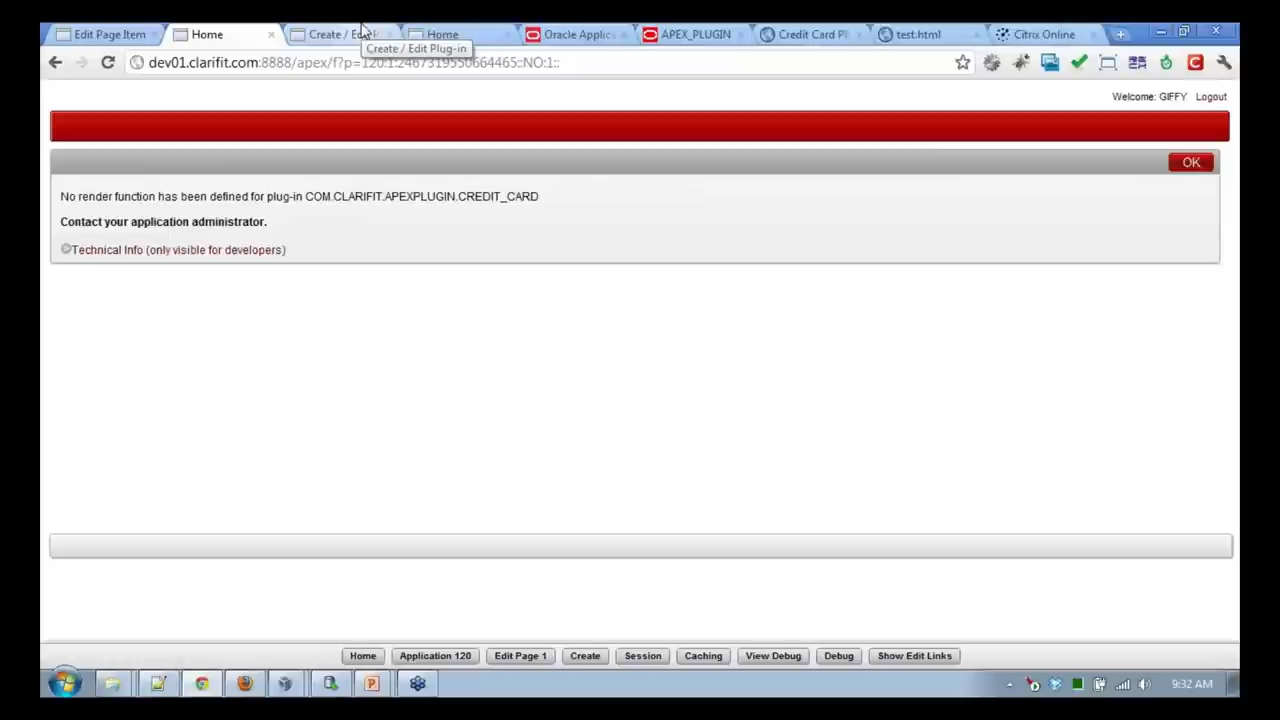 Edit Page Item
Home
Create / Edit
Home
Oracle Applic
APEX_PLUGIN
Credit Card Pl
test.html
Citrix Online
Create / Edit Plug-in
dev01.clarifit.com:8888/apex/f?p=120:1:2467319550664465::NO:1::
Welcome: GIFFY Logout
OK
No render function has been defined for plug-in COM.CLARIFIT.APEXPLUGIN.CREDIT_CARD
Contact your application administrator.
Technical Info (only visible for developers)
Home Application 120 Edit Page 1 Create Session Caching View Debug Debug Show Edit Links
9:32 AM